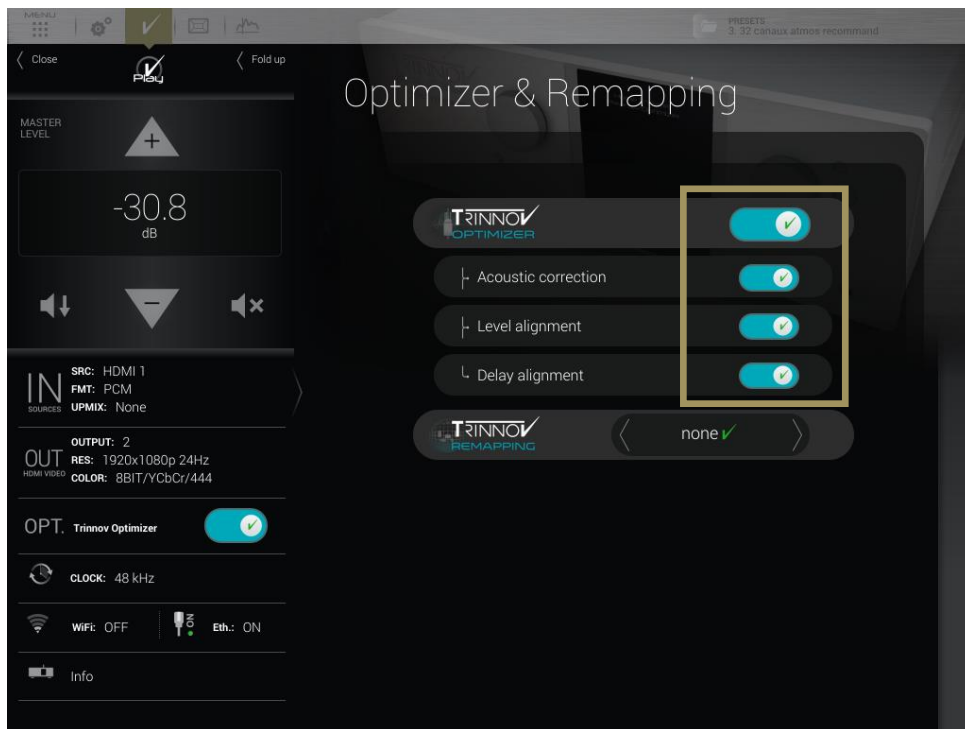 MENU
PRESETS
3: 32 canaux atmos recommand
Close
Play
Fold up
Optimizer & Remapping
MASTER
LEVEL
+
-30.8
dB
−
TRINNOV
OPTIMIZER
Acoustic correction
Level alignment
Delay alignment
TRINNOV
REMAPPING
none
IN
SOURCES
SRC: HDMI 1
FMT: PCM
UPMIX: None
OUT
HDMI VIDEO
OUTPUT: 2
RES: 1920x1080p 24Hz
COLOR: 8BIT/YCbCr/444
OPT. Trinnov Optimizer
CLOCK: 48 kHz
WiFi: OFF
ON
Eth.: ON
Info